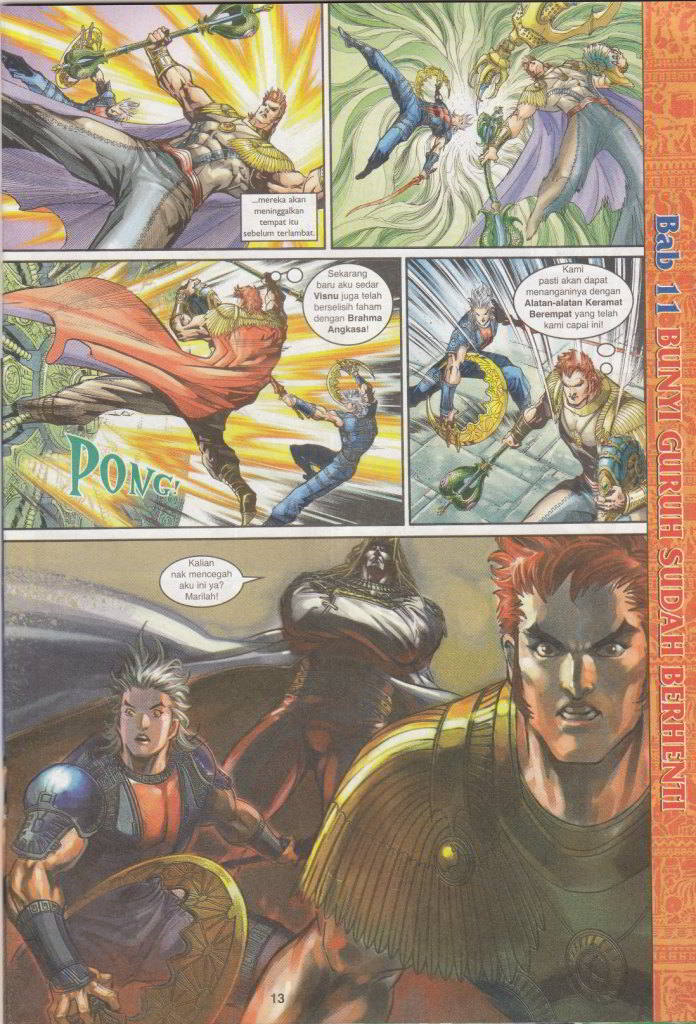 ...mereka akan
meninggalkan
tempat itu
sebelum terlambat.
Sekarang
baru aku sedar
Visnu juga telah
berselisih faham
dengan Brahma
Angkasa!
PONG!
Kami
pasti akan dapat
menanganinya dengan
Alatan-alatan Keramat
Berempat yang telah
kami capai ini!
Kalian
nak mencegah
aku ini ya?
Marilah!
Bab 11 BUNYI GURUH SUDAH BERHENTI
13